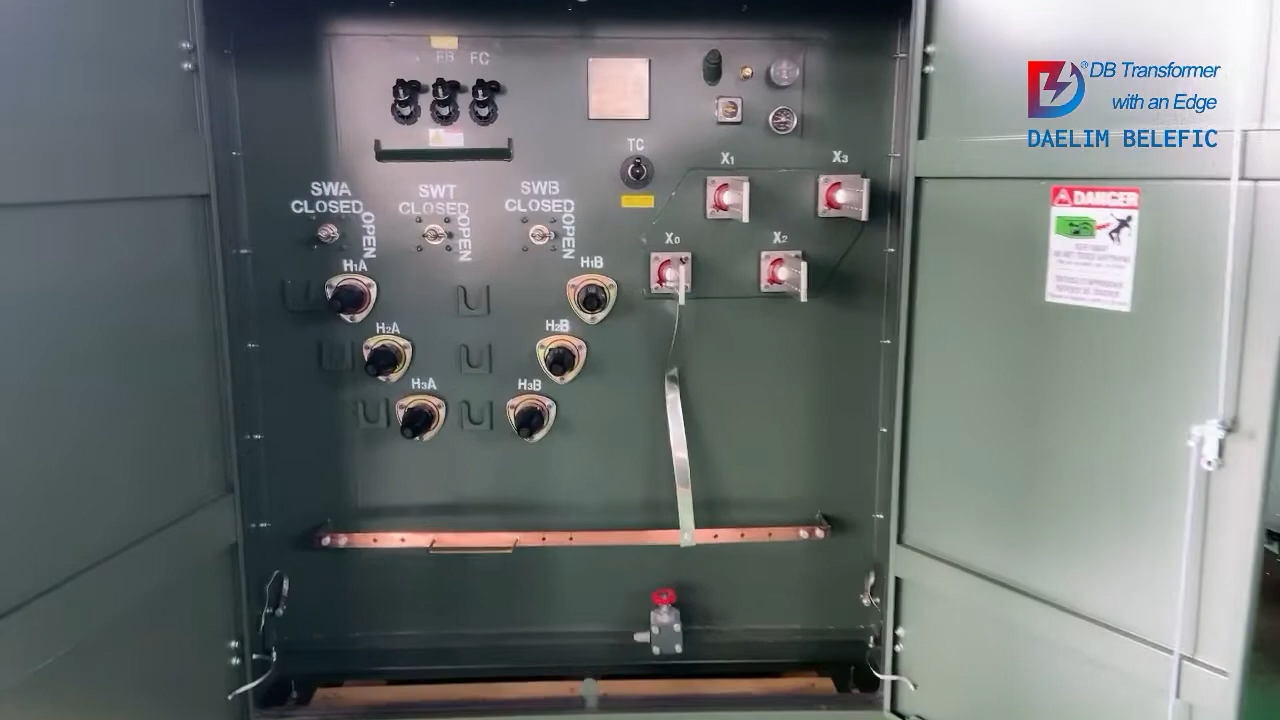 FB FC
® DB Transformer
with an Edge
DAELIM BELEFIC
TC
X1
X3
SWA
CLOSED
OPEN
SWT
CLOSED
OPEN
SWB
CLOSED
OPEN
DANGER
X0
X2
H1A
H1B
H2A
H2B
H3A
H3B